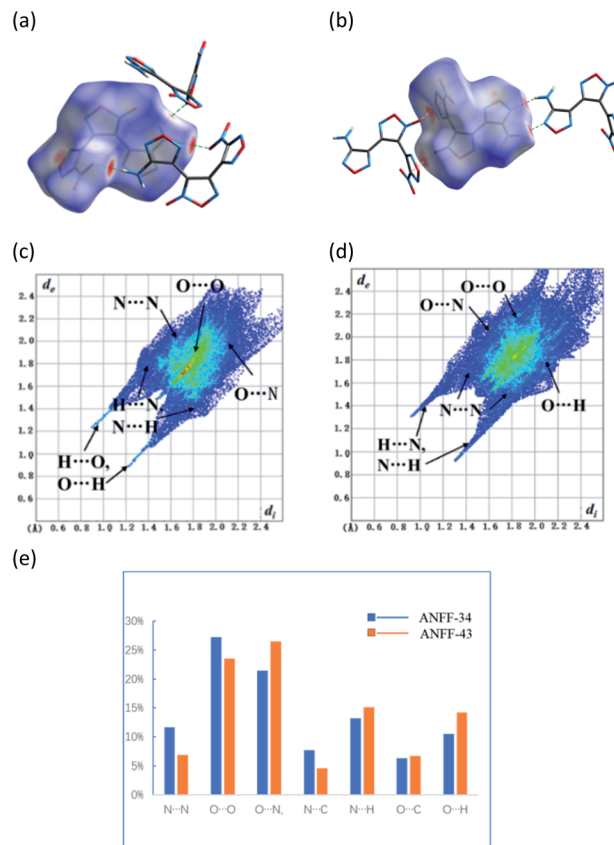 (a)
(b)
(c)
(d)
de
2.4
2.2
2.0
1.8
1.6
1.4
1.2
1.0
0.8
0.6
(Å) 0.6 0.8 1.0 1.2 1.4 1.6 1.8 2.0 2.2 2.4
di
O···O
N···N
O···N
H···N,
N···H
H···O,
O···H
de
2.4
2.2
2.0
1.8
1.6
1.4
1.2
1.0
0.8
0.6
(Å) 0.6 0.8 1.0 1.2 1.4 1.6 1.8 2.0 2.2 2.4
di
O···O
O···N
N···N
O···H
H···N,
N···H
(e)
30%
25%
20%
15%
10%
5%
0%
ANFF-34
ANFF-43
N···N O···O O···N, N···C N···H O···C O···H